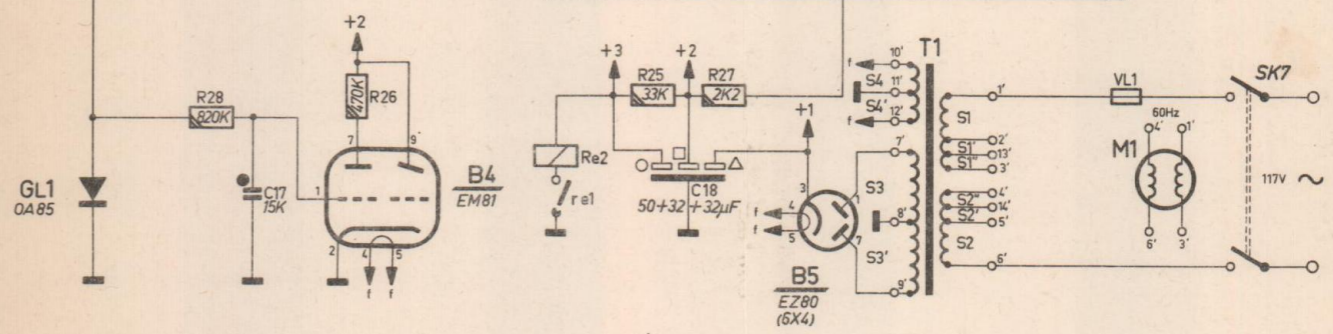 +2
+3
+2
T1
10'
f
R25
R27
S4
11'
VL1
SK7
470K
R26
33K
2K2
S4'
R28
12'
1'
820K
f
S1
60Hz
+1
4'
1'
7
9'
7'
2'
Re2
S1'
13'
M1
S1"
3'
GL1
OA85
C17
15K
1
B4
EM81
re1
C18
50+32+32µF
3
1
S3
4'
S2"
14'
S2'
5'
117V
~
f
4
8'
f
5
7
S3'
S2
6'
3'
2
4
5
6'
f
f
B5
EZ80
(6X4)
9'